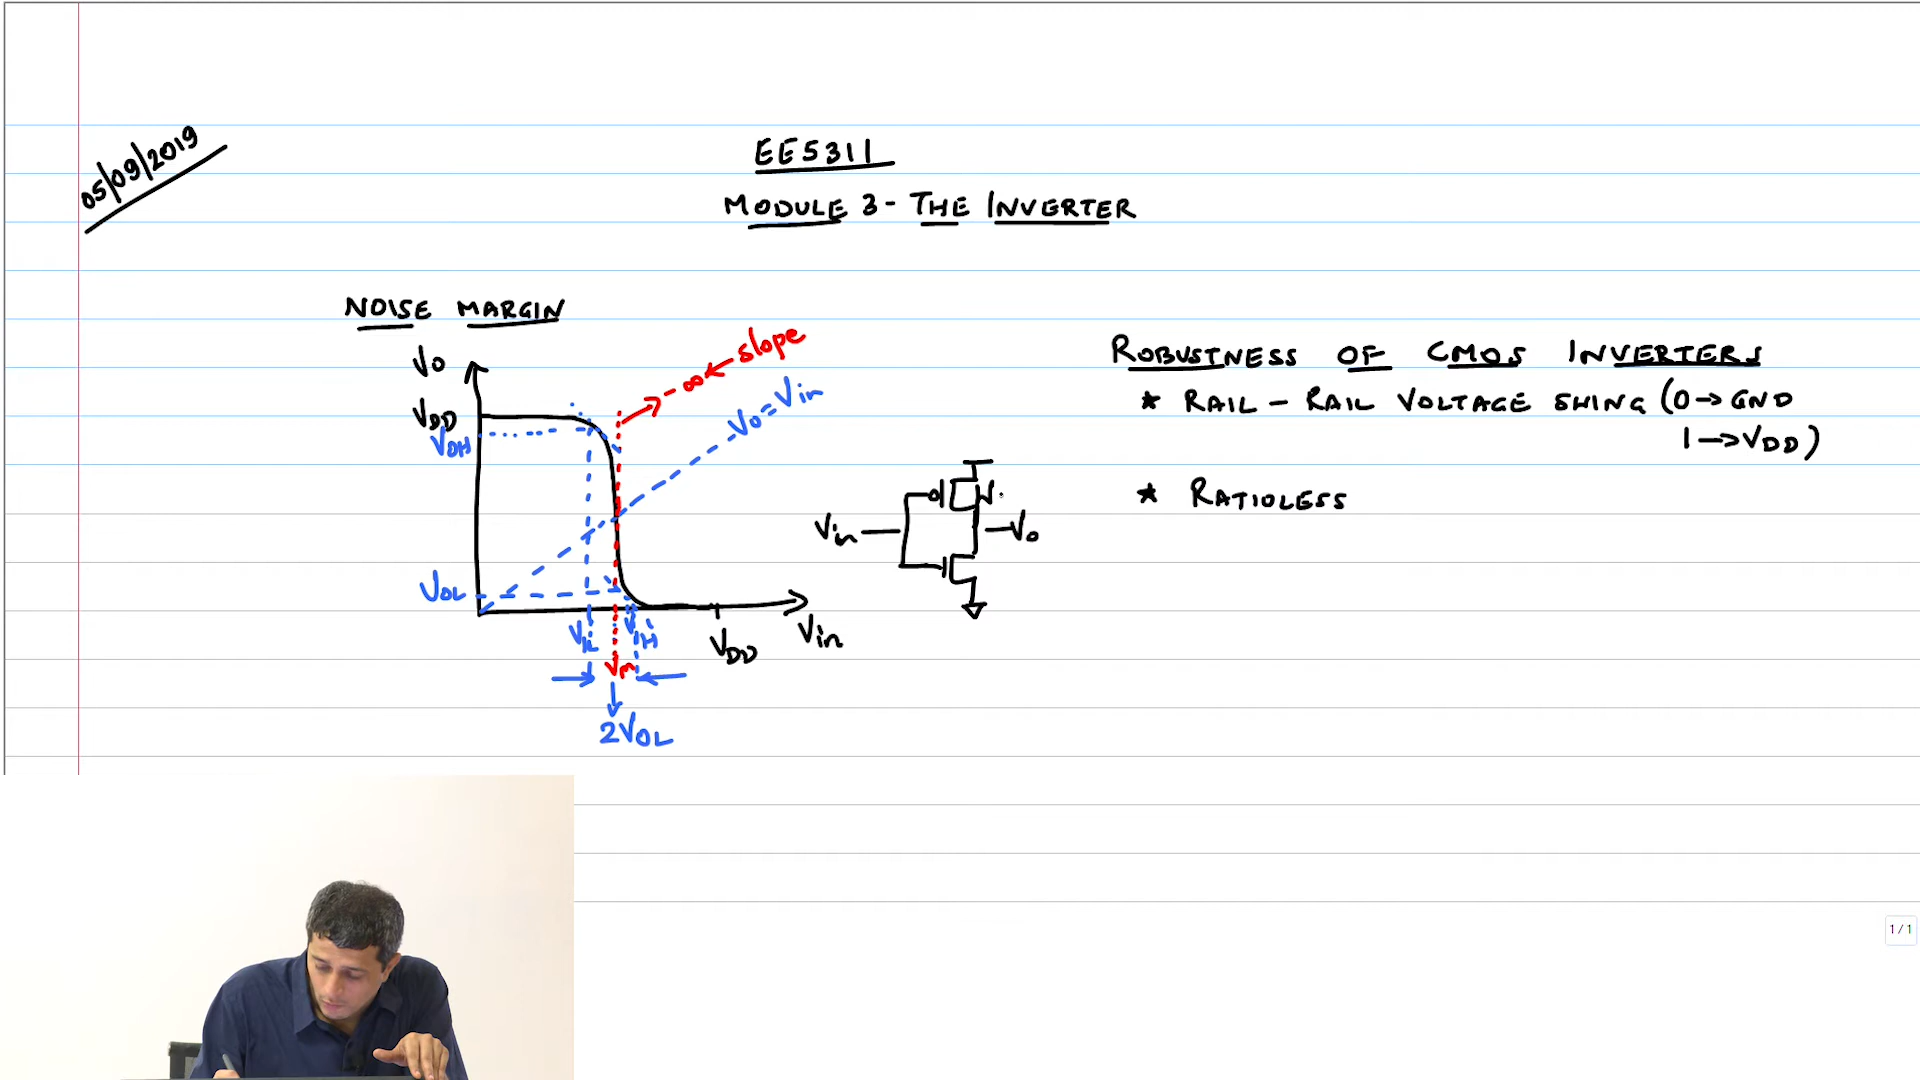 05/09/2019
EE5311
MODULE 3 - THE INVERTER
NOISE MARGIN
Vo
VDD
VOH
VOL
slope
-∞
Vo=Vin
VIL
VIH
VM
VDD
Vin
2VOL
Vin
Vo
ROBUSTNESS OF CMOS INVERTERS
* RAIL - RAIL VOLTAGE SWING (0→GND
1→VDD)
* RATIOLESS
1/1